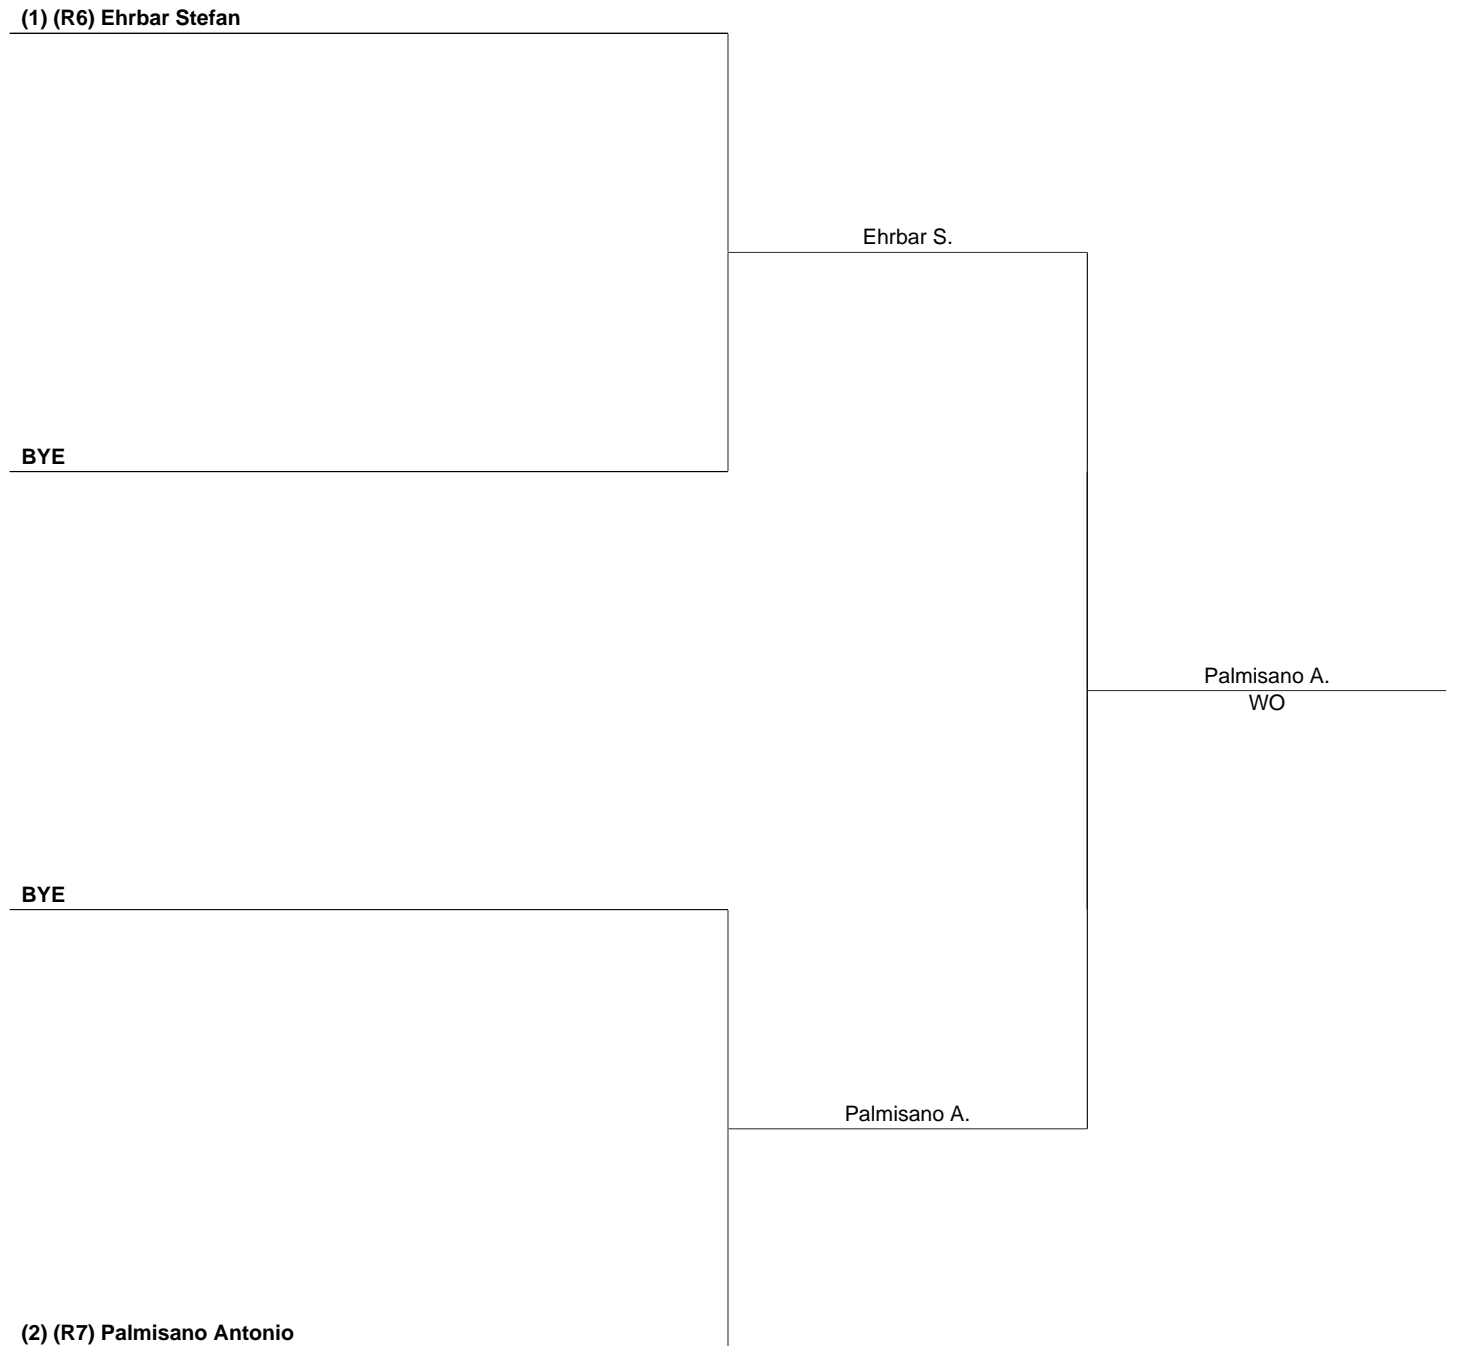 (1) (R6) Ehrbar Stefan
Ehrbar S.
BYE
Palmisano A.
WO
BYE
Palmisano A.
(2) (R7) Palmisano Antonio